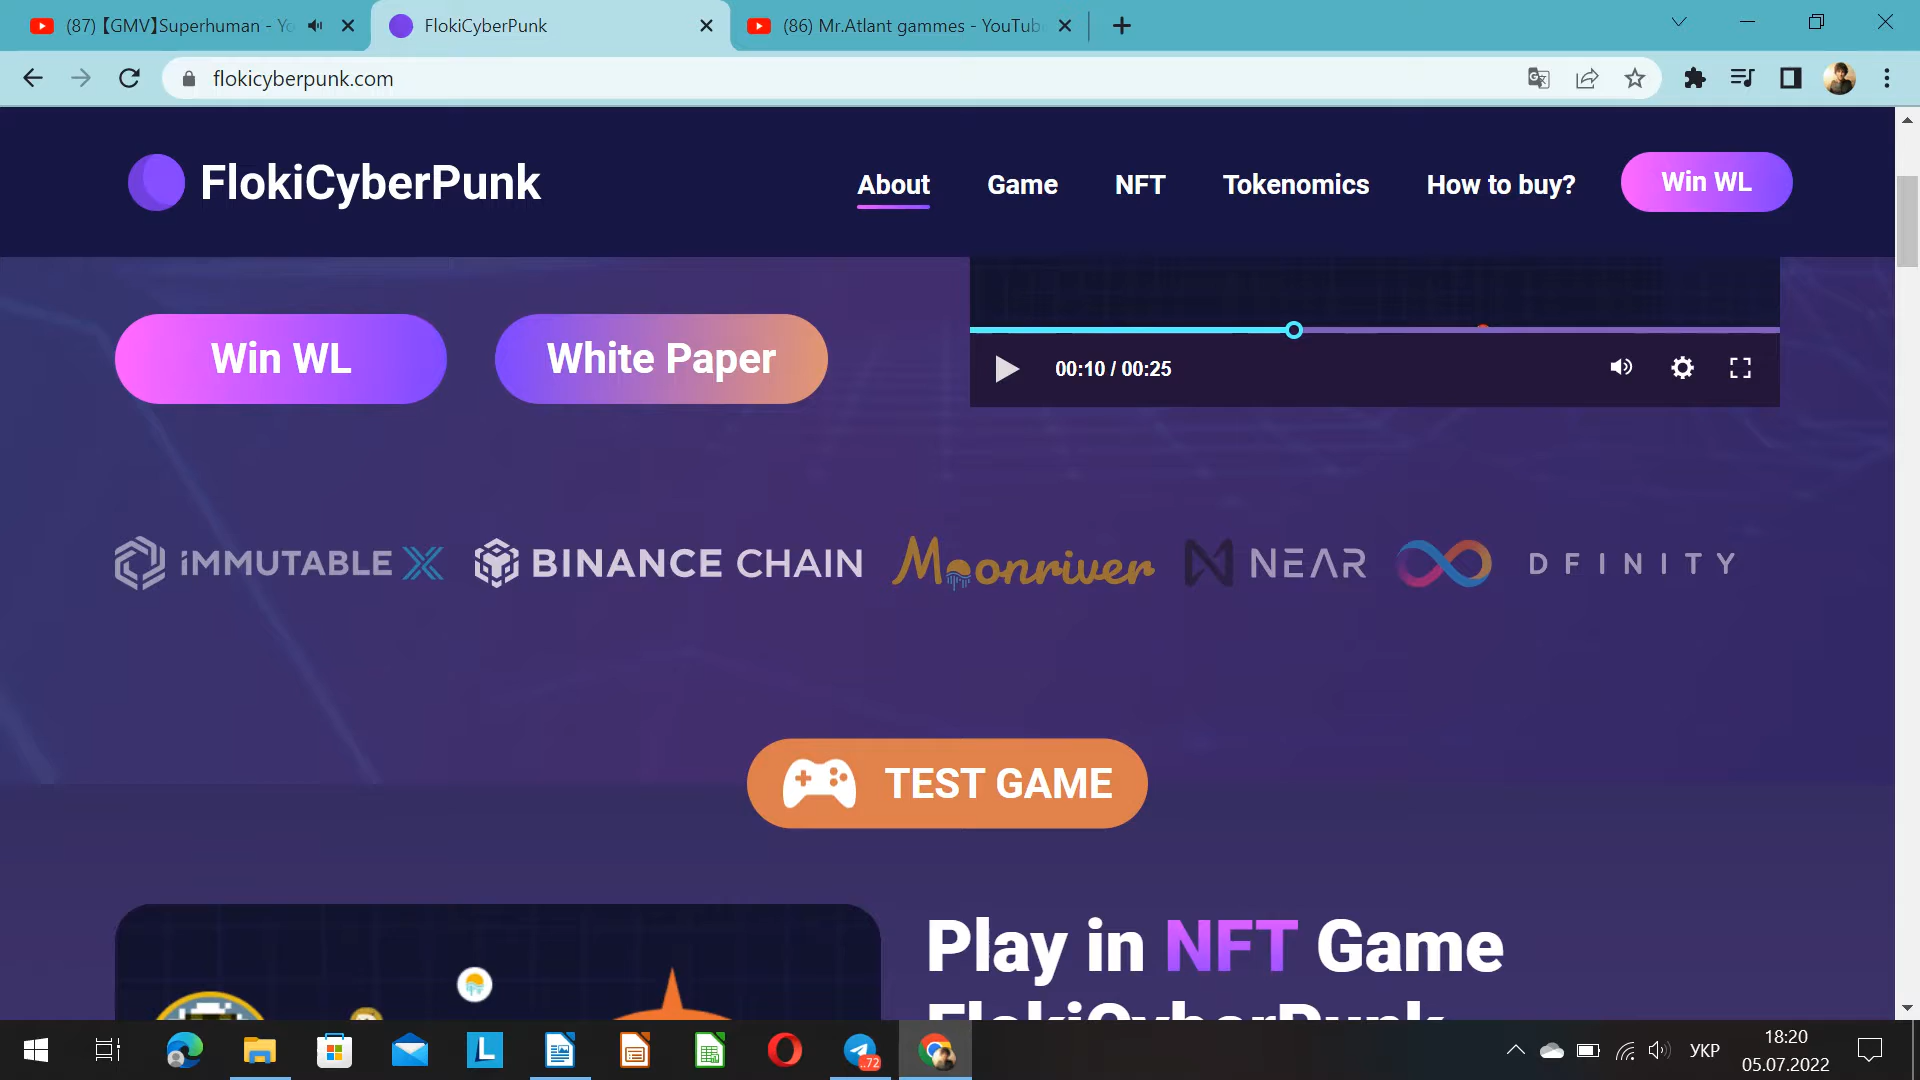 (87) 【GMV】Superhuman - Yo
FlokiCyberPunk
(86) Mr.Atlant gammes - YouTube
flokicyberpunk.com
FlokiCyberPunk
About
Game
NFT
Tokenomics
How to buy?
Win WL
Win WL
White Paper
00:10 / 00:25
IMMUTABLE X
BINANCE CHAIN
Moonriver
NEAR
DFINITY
TEST GAME
Play in NFT Game
FlokiCyberPunk
72
УКР
18:20
05.07.2022